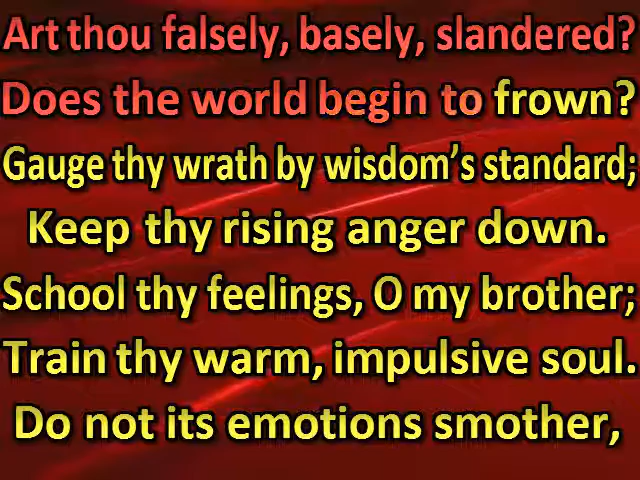 Art thou falsely, basely, slandered?
Does the world begin to frown?
Gauge thy wrath by wisdom's standard;
Keep thy rising anger down.
School thy feelings, O my brother;
Train thy warm, impulsive soul.
Do not its emotions smother,